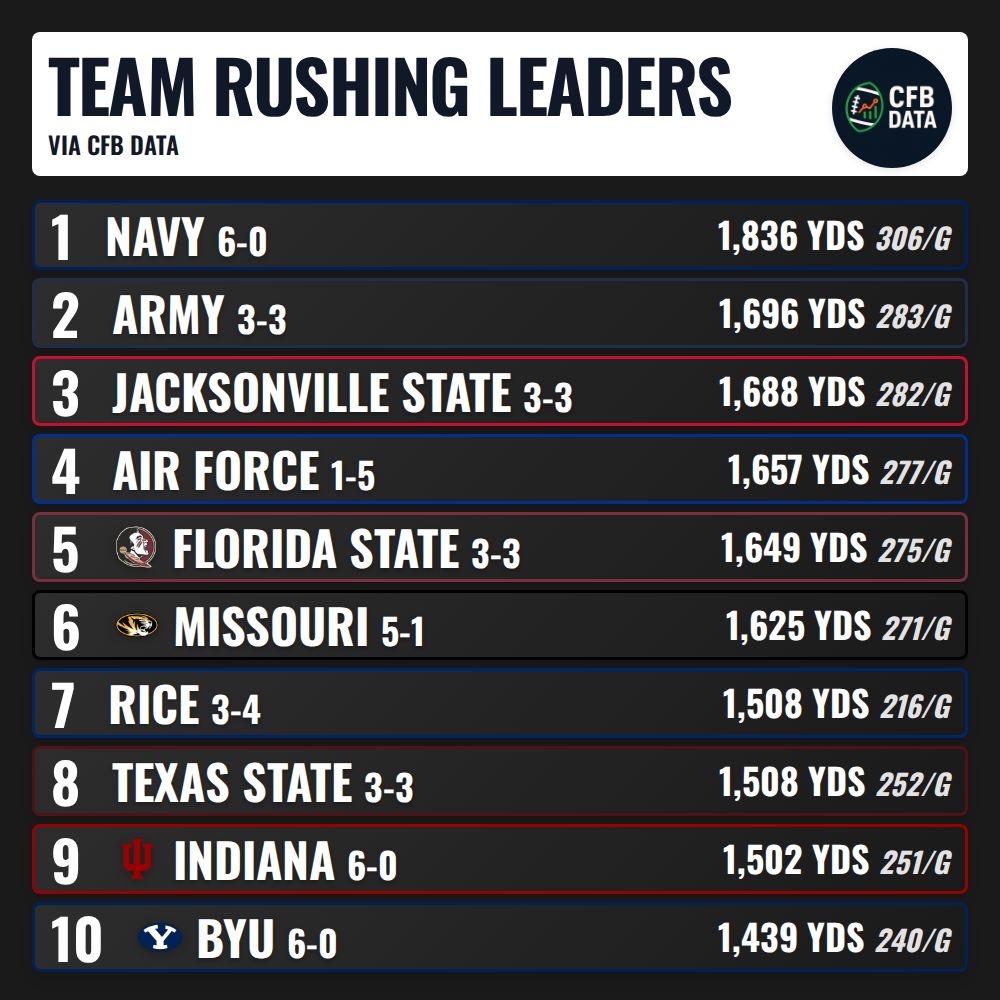 TEAM RUSHING LEADERS
VIA CFB DATA
CFB
DATA
1 NAVY 6-0 1,836 YDS 306/G
2 ARMY 3-3 1,696 YDS 283/G
3 JACKSONVILLE STATE 3-3 1,688 YDS 282/G
4 AIR FORCE 1-5 1,657 YDS 277/G
5 FLORIDA STATE 3-3 1,649 YDS 275/G
6 MISSOURI 5-1 1,625 YDS 271/G
7 RICE 3-4 1,508 YDS 216/G
8 TEXAS STATE 3-3 1,508 YDS 252/G
9 INDIANA 6-0 1,502 YDS 251/G
10 Y BYU 6-0 1,439 YDS 240/G